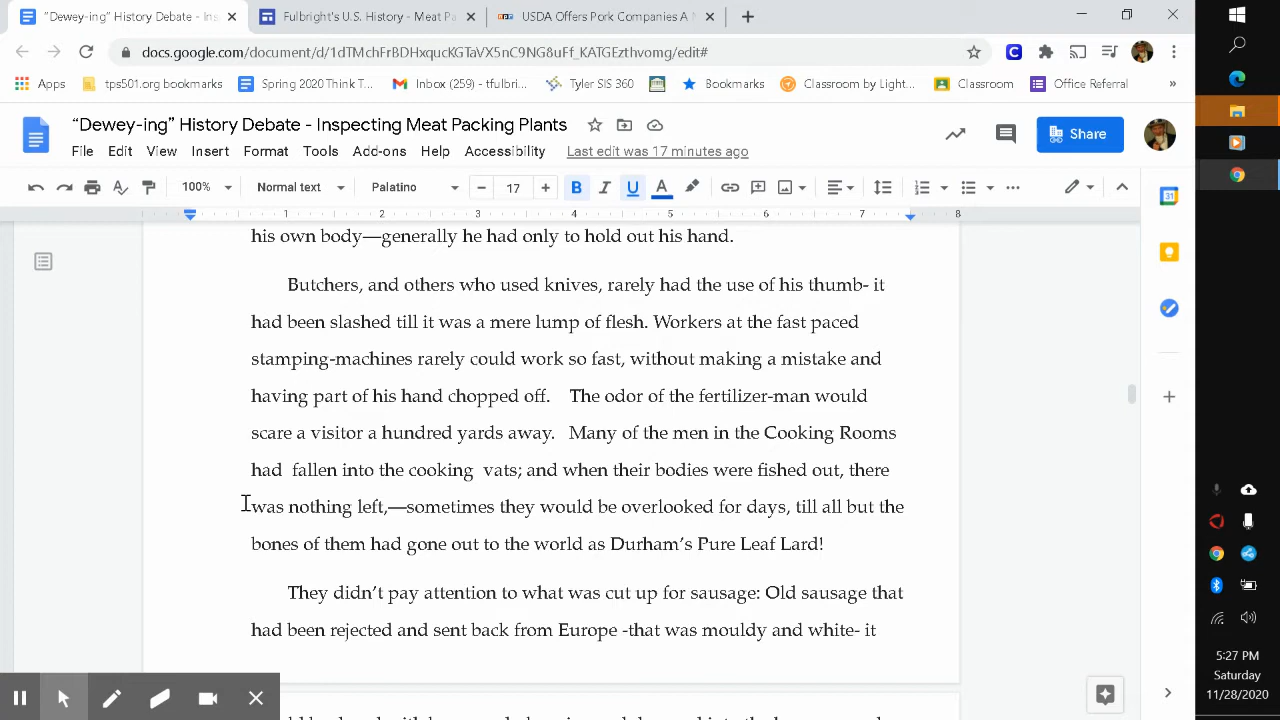 "Dewey-ing" History Debate - Ins
Fulbright's U.S. History - Meat P
USDA Offers Pork Companies A
docs.google.com/document/d/
/edit#
Apps
tps501.org bookmarks
Spring 2020 Think T
Inbox (259) - tfulbri...
Tyler SIS 360
Bookmarks
Classroom by Light...
Classroom
Office Referral
"Dewey-ing" History Debate - Inspecting Meat Packing Plants
Share
File Edit View Insert Format Tools Add-ons Help Accessibility Last edit was 17 minutes ago
100% Normal text Palatino 17 B I U A
1 2 3 4 5 6 7 8
his own body—generally he had only to hold out his hand.
Butchers, and others who used knives, rarely had the use of his thumb- it
had been slashed till it was a mere lump of flesh. Workers at the fast paced
stamping-machines rarely could work so fast, without making a mistake and
having part of his hand chopped off. The odor of the fertilizer-man would
scare a visitor a hundred yards away. Many of the men in the Cooking Rooms
had fallen into the cooking vats; and when their bodies were fished out, there
was nothing left,—sometimes they would be overlooked for days, till all but the
bones of them had gone out to the world as Durham's Pure Leaf Lard!
They didn't pay attention to what was cut up for sausage: Old sausage that
had been rejected and sent back from Europe -that was mouldy and white- it
31
5:27 PM
Saturday
11/28/2020